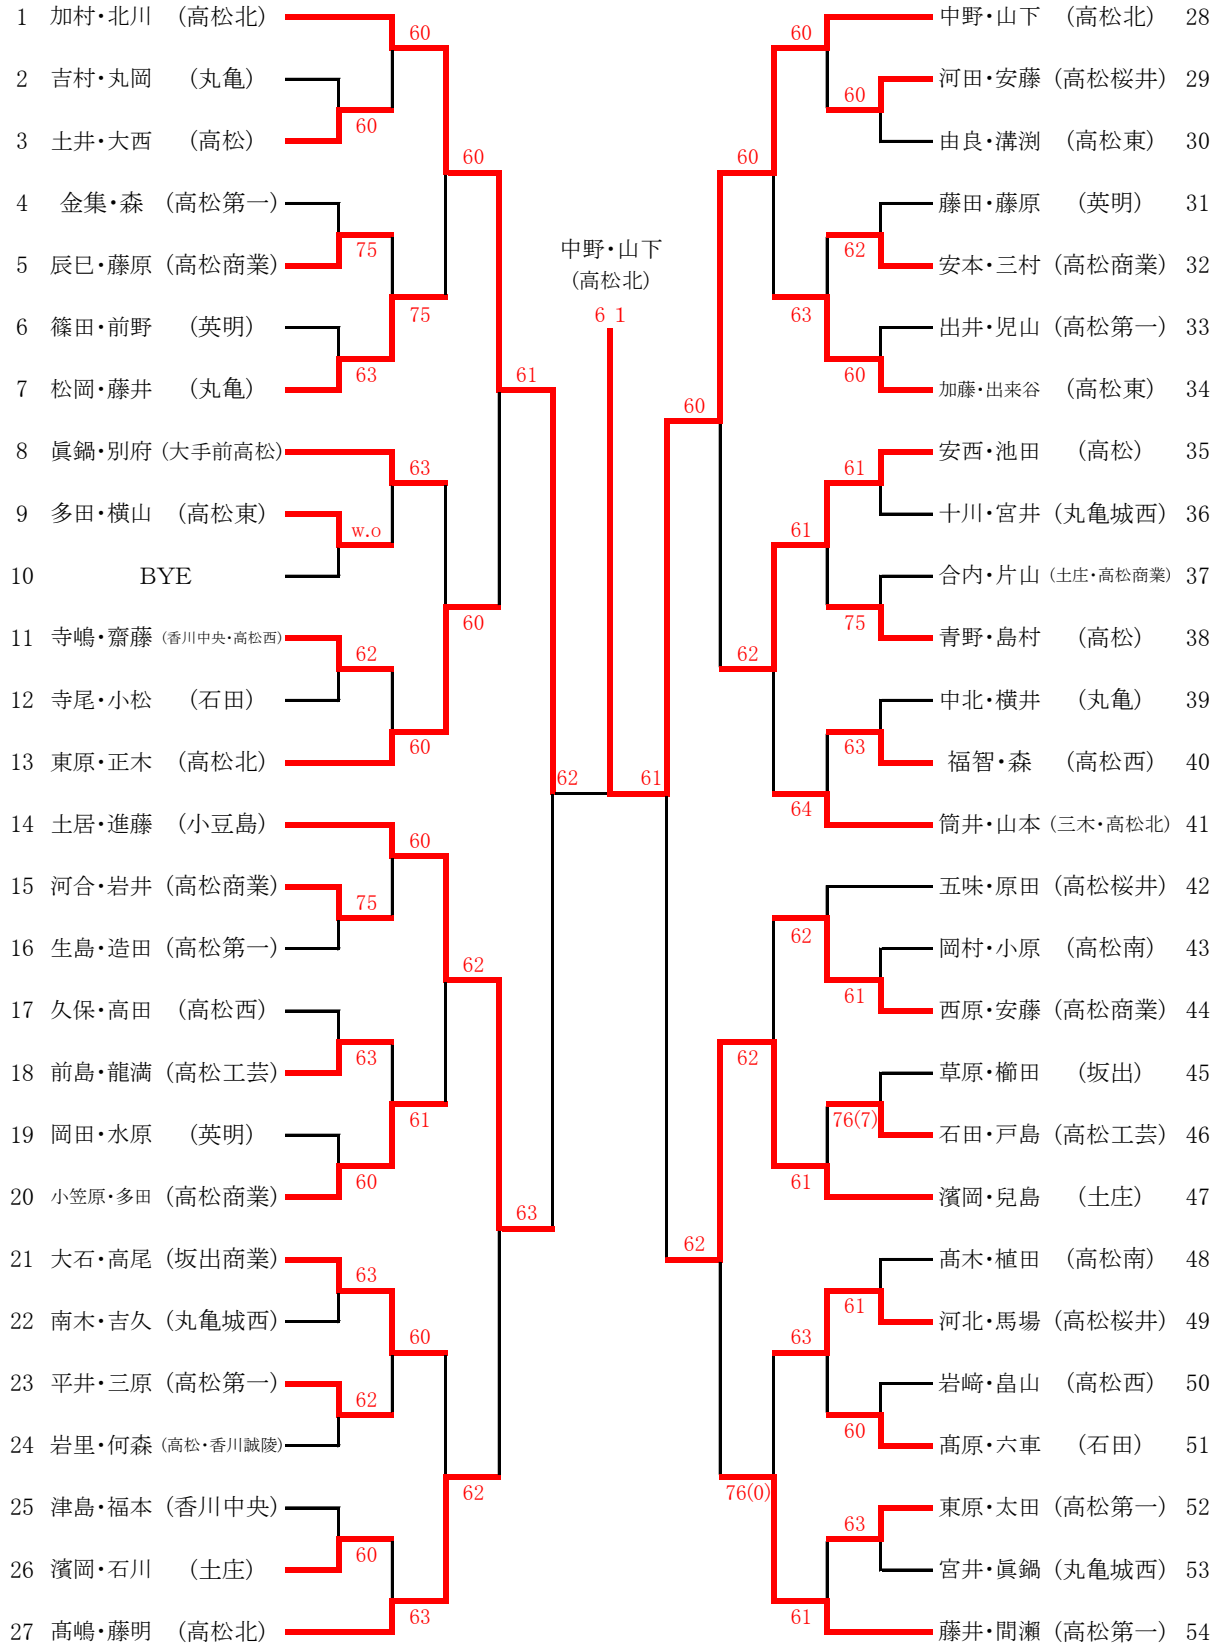 1 加村・北川 (高松北)
2 吉村・丸岡 (丸亀)
3 土井・大西 (高松)
4 金集・森 (高松第一)
5 辰巳・藤原 (高松商業)
6 篠田・前野 (英明)
7 松岡・藤井 (丸亀)
8 眞鍋・別府 (大手前高松)
9 多田・横山 (高松東)
10 BYE
11 寺嶋・齋藤 (香川中央・高松西)
12 寺尾・小松 (石田)
13 東原・正木 (高松北)
14 土居・進藤 (小豆島)
15 河合・岩井 (高松商業)
16 生島・造田 (高松第一)
17 久保・高田 (高松西)
18 前島・龍満 (高松工芸)
19 岡田・水原 (英明)
20 小笠原・多田 (高松商業)
21 大石・高尾 (坂出商業)
22 南木・吉久 (丸亀城西)
23 平井・三原 (高松第一)
24 岩里・何森 (高松・香川誠陵)
25 津島・福本 (香川中央)
26 濱岡・石川 (土庄)
27 髙嶋・藤明 (高松北)
60
75
63
w.o
62
75
63
60
63
62
60
60
75
63
60
60
61
60
63
60
60
62
62
61
63
62
中野・山下
(高松北)
6 1
61
60
62
60
62
62
76(0)
60
63
61
64
62
61
63
61
60
62
60
61
75
63
61
76(7)
61
60
63
中野・山下 (高松北) 28
河田・安藤 (高松桜井) 29
由良・溝渕 (高松東) 30
藤田・藤原 (英明) 31
安本・三村 (高松商業) 32
出井・児山 (高松第一) 33
加藤・出来谷 (高松東) 34
安西・池田 (高松) 35
十川・宮井 (丸亀城西) 36
合内・片山 (土庄・高松商業) 37
青野・島村 (高松) 38
中北・横井 (丸亀) 39
福智・森 (高松西) 40
筒井・山本 (三木・高松北) 41
五味・原田 (高松桜井) 42
岡村・小原 (高松南) 43
西原・安藤 (高松商業) 44
草原・櫛田 (坂出) 45
石田・戸島 (高松工芸) 46
濱岡・兒島 (土庄) 47
髙木・植田 (高松南) 48
河北・馬場 (高松桜井) 49
岩﨑・畠山 (高松西) 50
髙原・六車 (石田) 51
東原・太田 (高松第一) 52
宮井・眞鍋 (丸亀城西) 53
藤井・間瀬 (高松第一) 54